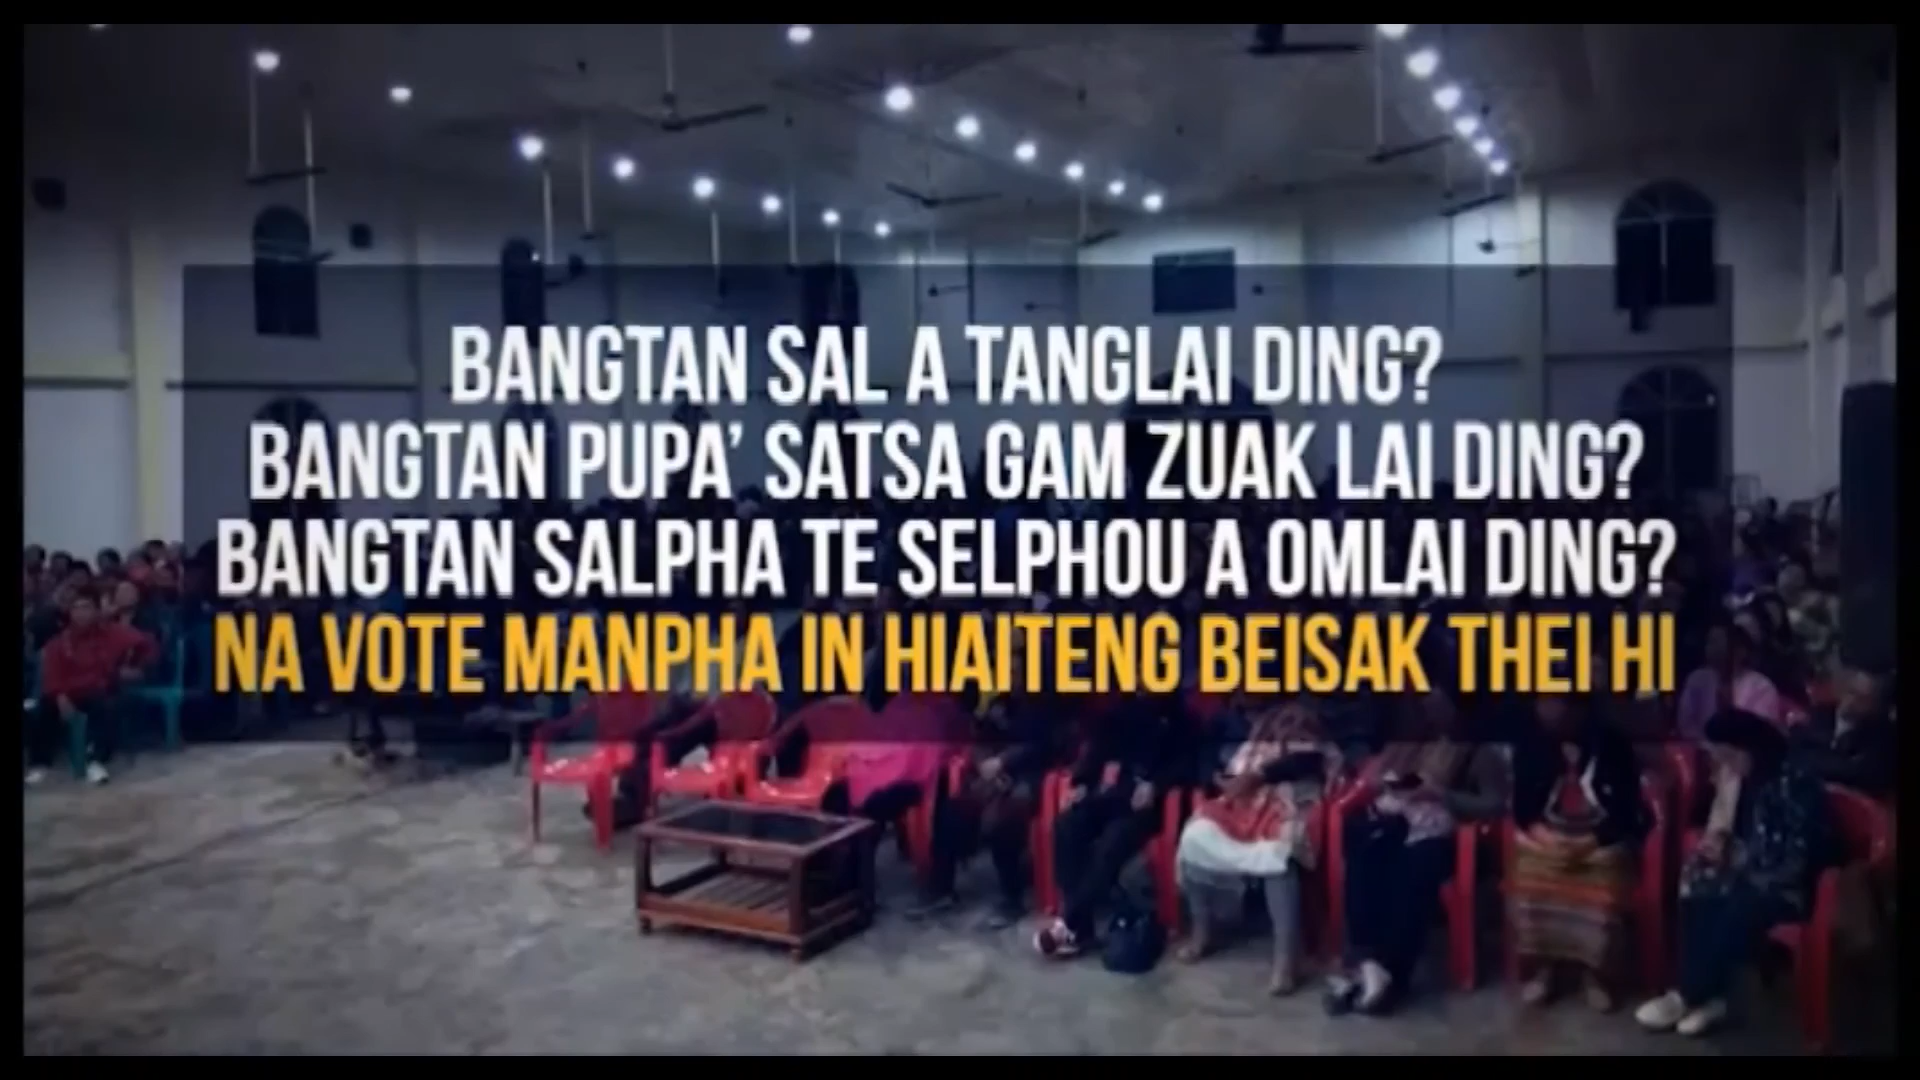 BANGTAN SAL A TANGLAI DING?
BANGTAN PUPA' SATSA GAM ZUAK LAI DING?
BANGTAN SALPHA TE SELPHOU A OMLAI DING?
NA VOTE MANPHA IN HIAITENG BEISAK THEI HI